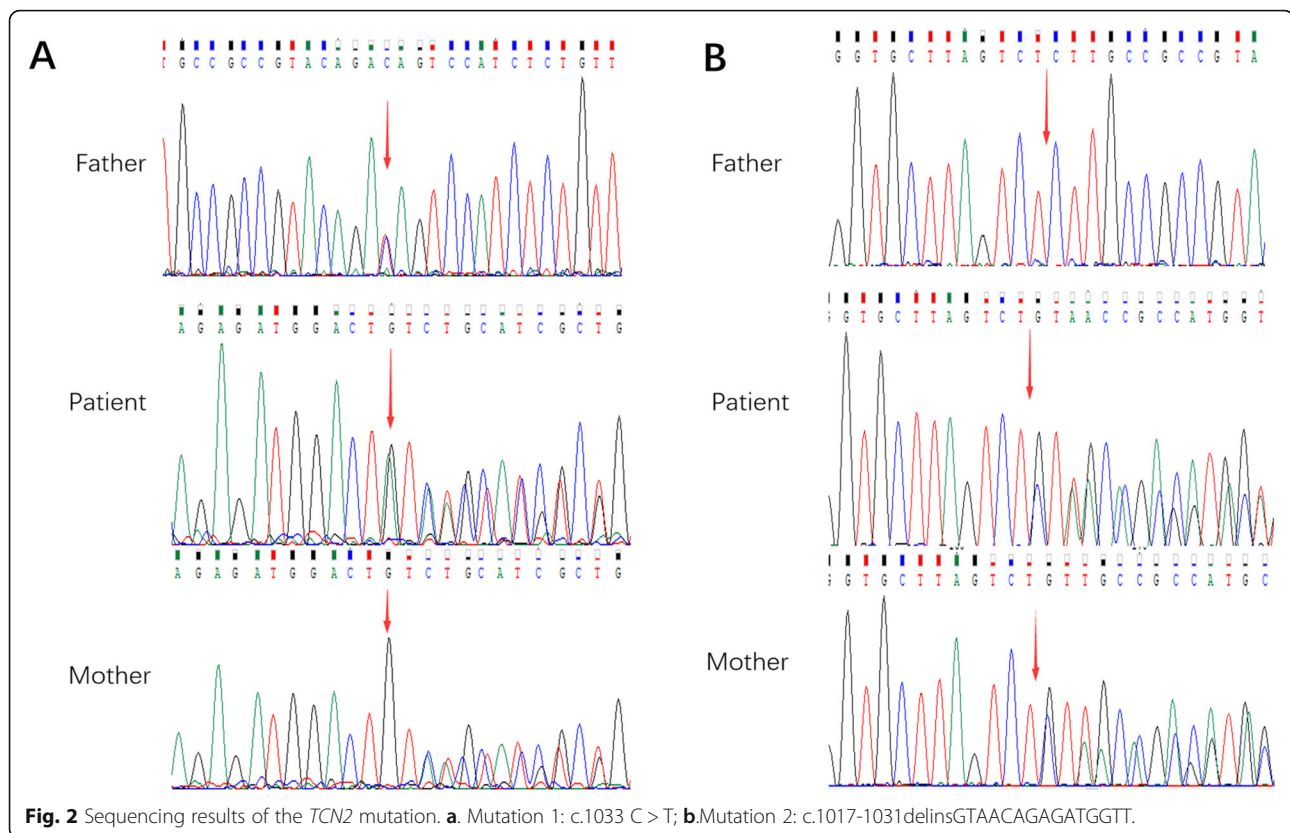 A
T G C C G C C G T A C A G A C A G T C C A T C T C T G T T
Father
A G A G A T G G A C T G T C T G C A T C G C T G
Patient
A G A G A T G G A C T G T C T G C A T C G C T G
Mother
B
G G T G C T T A G T C T C T T G C C G C C G T A
Father
G G T G C T T A G T C T G T A A C C G C C A T G G T
Patient
G G T G C T T A G T C T G T T G C C G C C A T G C
Mother
Fig. 2 Sequencing results of the TCN2 mutation. a. Mutation 1: c.1033 C > T; b.Mutation 2: c.1017-1031delinsGTAACAGAGATGGTT.